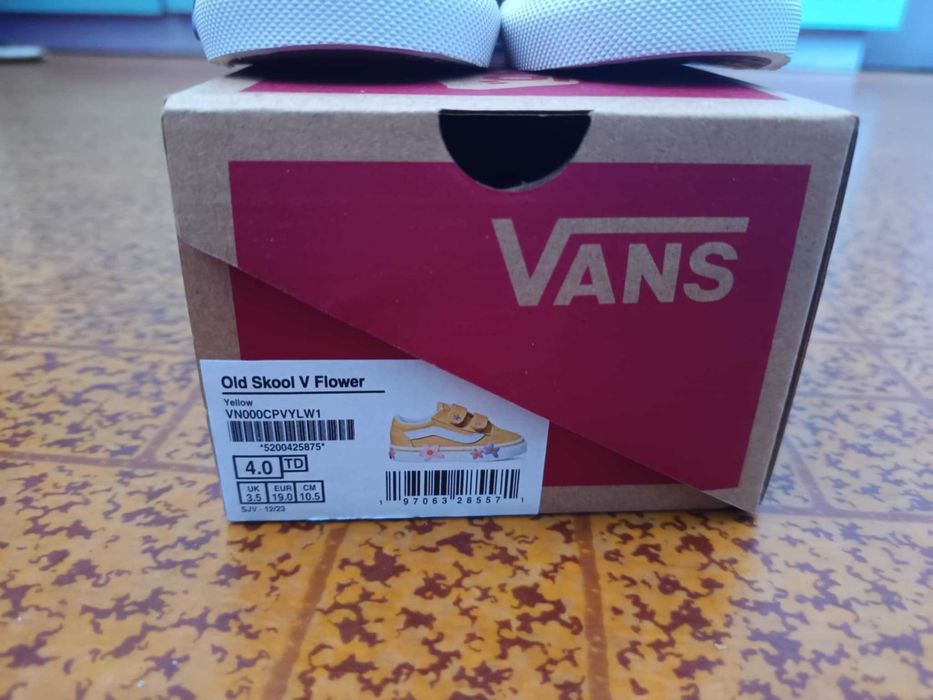 VANS
Old Skool V Flower
Yellow
VN000CPVYLW1
*5200425875*
4.0 TD
UK EUR CM
3.5 19.0 10.5
SJV - 12/23
1 97063 28557 1